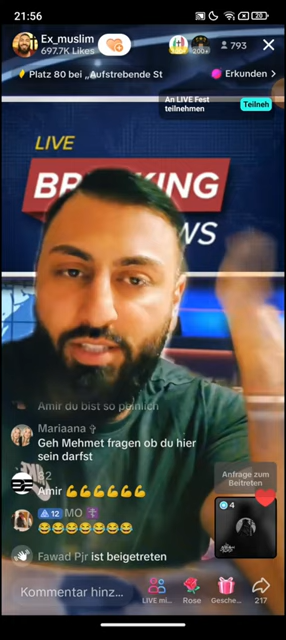 21:56
20
Ex_muslim
697.7K Likes
200+
793
Platz 80 bei „Aufstrebende St
Erkunden >
An LIVE Fest
teilnehmen
Teilneh
LIVE
BREAKING
NEWS
Amir du bist so peinlich
Mariaana ✞
Geh Mehmet fragen ob du hier
sein darfst
Amir 💪💪💪💪💪💪
12 MO
😂😂😂😂😂😂😂
Fawad Pjr ist beigetreten
Anfrage zum
Beitreten
4
Kommentar hinz...
LIVE mi...
Rose
Gesche...
217